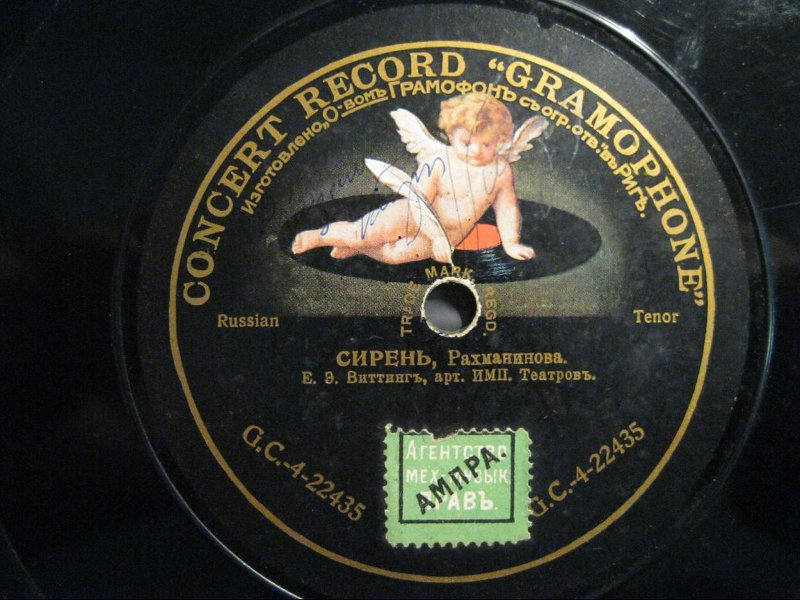 CONCERT RECORD "GRAMOPHONE"
Изготовлено „О-вомъ ГРАМОФОНЪ съ огр. отв." въ Ригъ.
TRADE MARK REGD.
Russian
Tenor
СИРЕНЬ, Рахманинова.
Е. Э. Виттингъ, арт. ИМП. Театровъ.
G.C.-4-22435
G.C.-4-22435
Агентство
мех.-музык.
ПРАВЪ.
АМПРА.